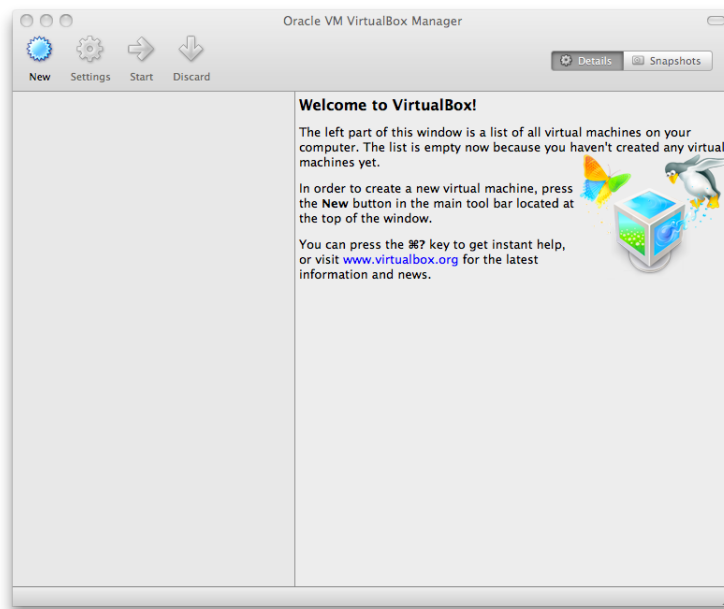 Oracle VM VirtualBox Manager
New Settings Start Discard
Details Snapshots
Welcome to VirtualBox!
The left part of this window is a list of all virtual machines on your
computer. The list is empty now because you haven't created any virtual
machines yet.
In order to create a new virtual machine, press
the New button in the main tool bar located at
the top of the window.
You can press the ⌘? key to get instant help,
or visit www.virtualbox.org for the latest
information and news.